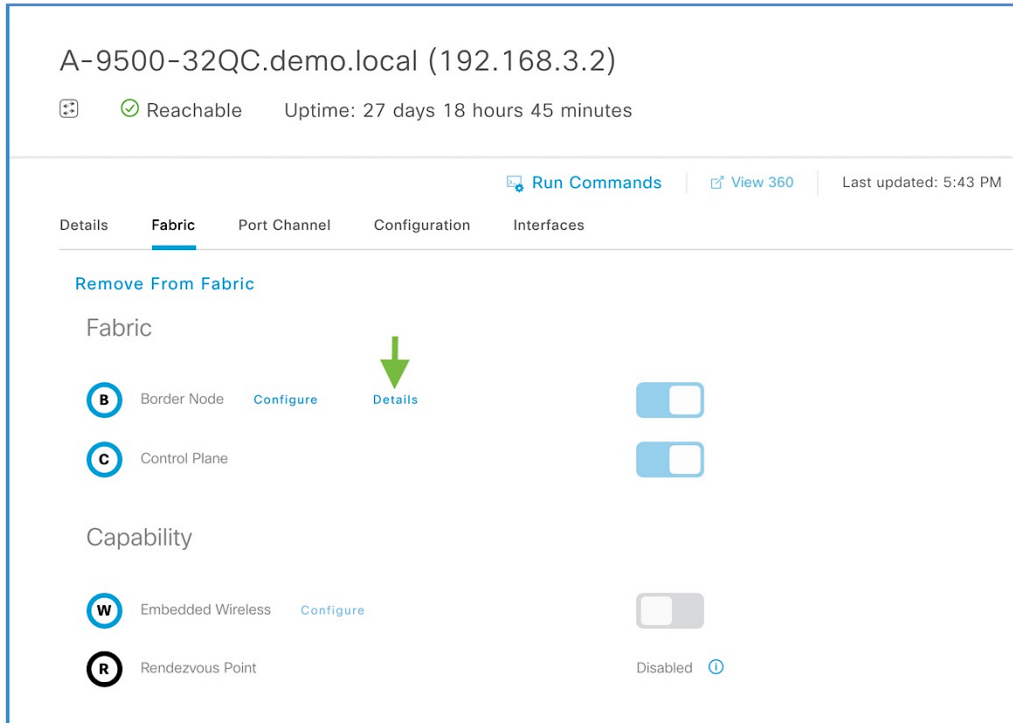 A-9500-32QC.demo.local (192.168.3.2)
Reachable Uptime: 27 days 18 hours 45 minutes
Run Commands View 360 Last updated: 5:43 PM
Details Fabric Port Channel Configuration Interfaces
Remove From Fabric
Fabric
B Border Node Configure Details
C Control Plane
Capability
W Embedded Wireless Configure
R Rendezvous Point Disabled